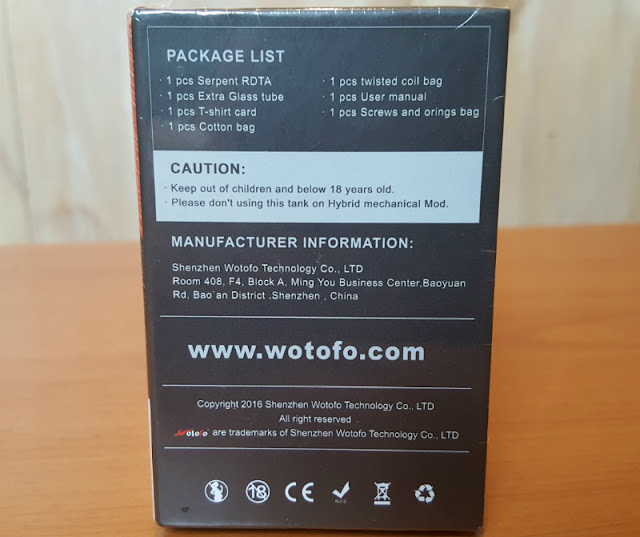 PACKAGE LIST
· 1 pcs Serpent RDTA
· 1 pcs Extra Glass tube
· 1 pcs T-shirt card
· 1 pcs Cotton bag
· 1 pcs twisted coil bag
· 1 pcs User manual
· 1 pcs Screws and orings bag
CAUTION:
· Keep out of children and below 18 years old.
· Please don't using this tank on Hybrid mechanical Mod.
MANUFACTURER INFORMATION:
Shenzhen Wotofo Technology Co., LTD
Room 408, F4, Block A, Ming You Business Center,Baoyuan
Rd, Bao'an District ,Shenzhen , China
www.wotofo.com
Copyright 2016 Shenzhen Wotofo Technology Co., LTD
All right reserved
Wotofo are trademarks of Shenzhen Wotofo Technology Co., LTD
18 CE RoHS